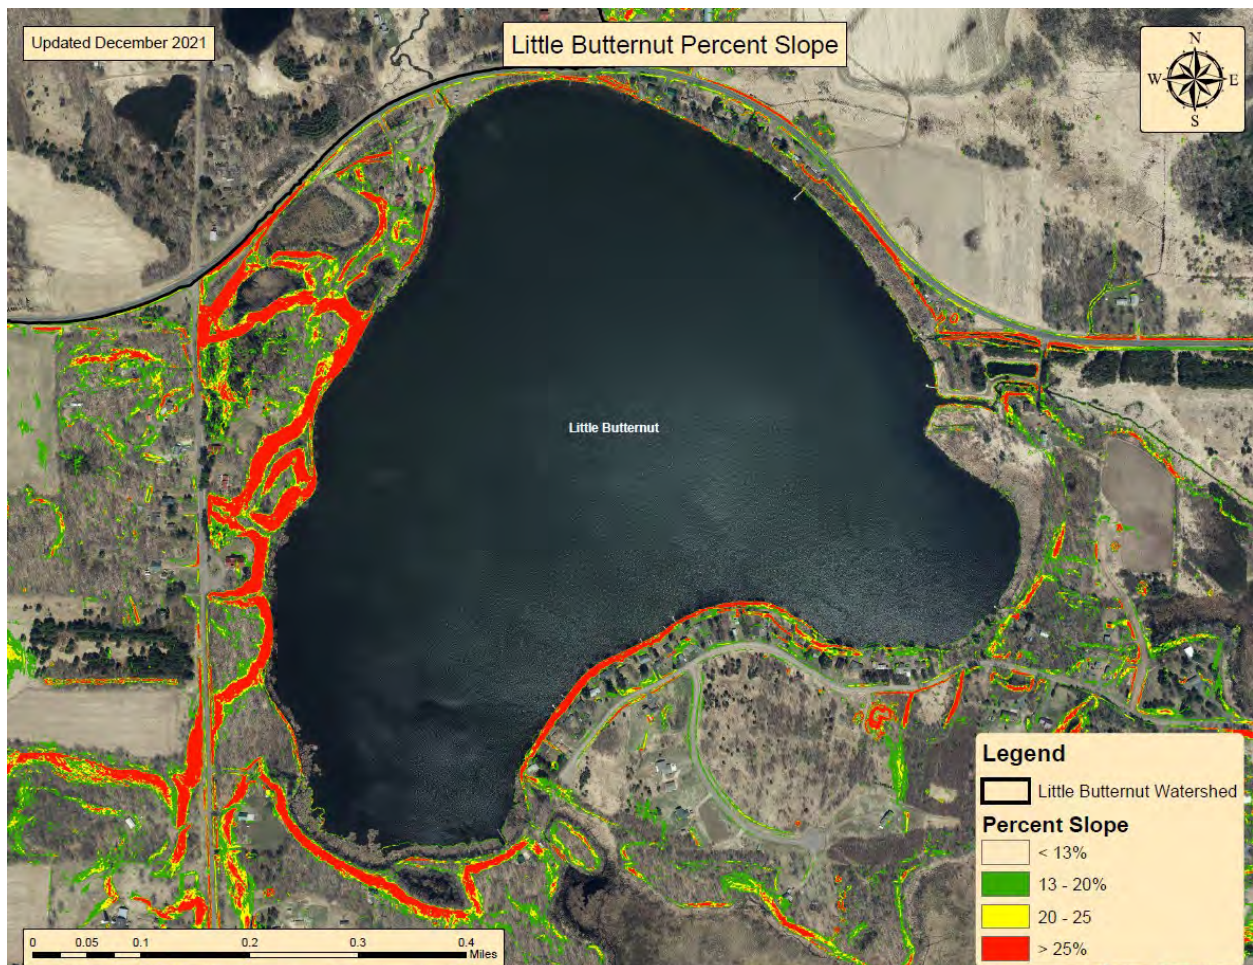 Updated December 2021
Little Butternut Percent Slope
N
W E
S
Little Butternut
Legend
Little Butternut Watershed
Percent Slope
< 13%
13 - 20%
20 - 25
> 25%
0 0.05 0.1 0.2 0.3 0.4
Miles